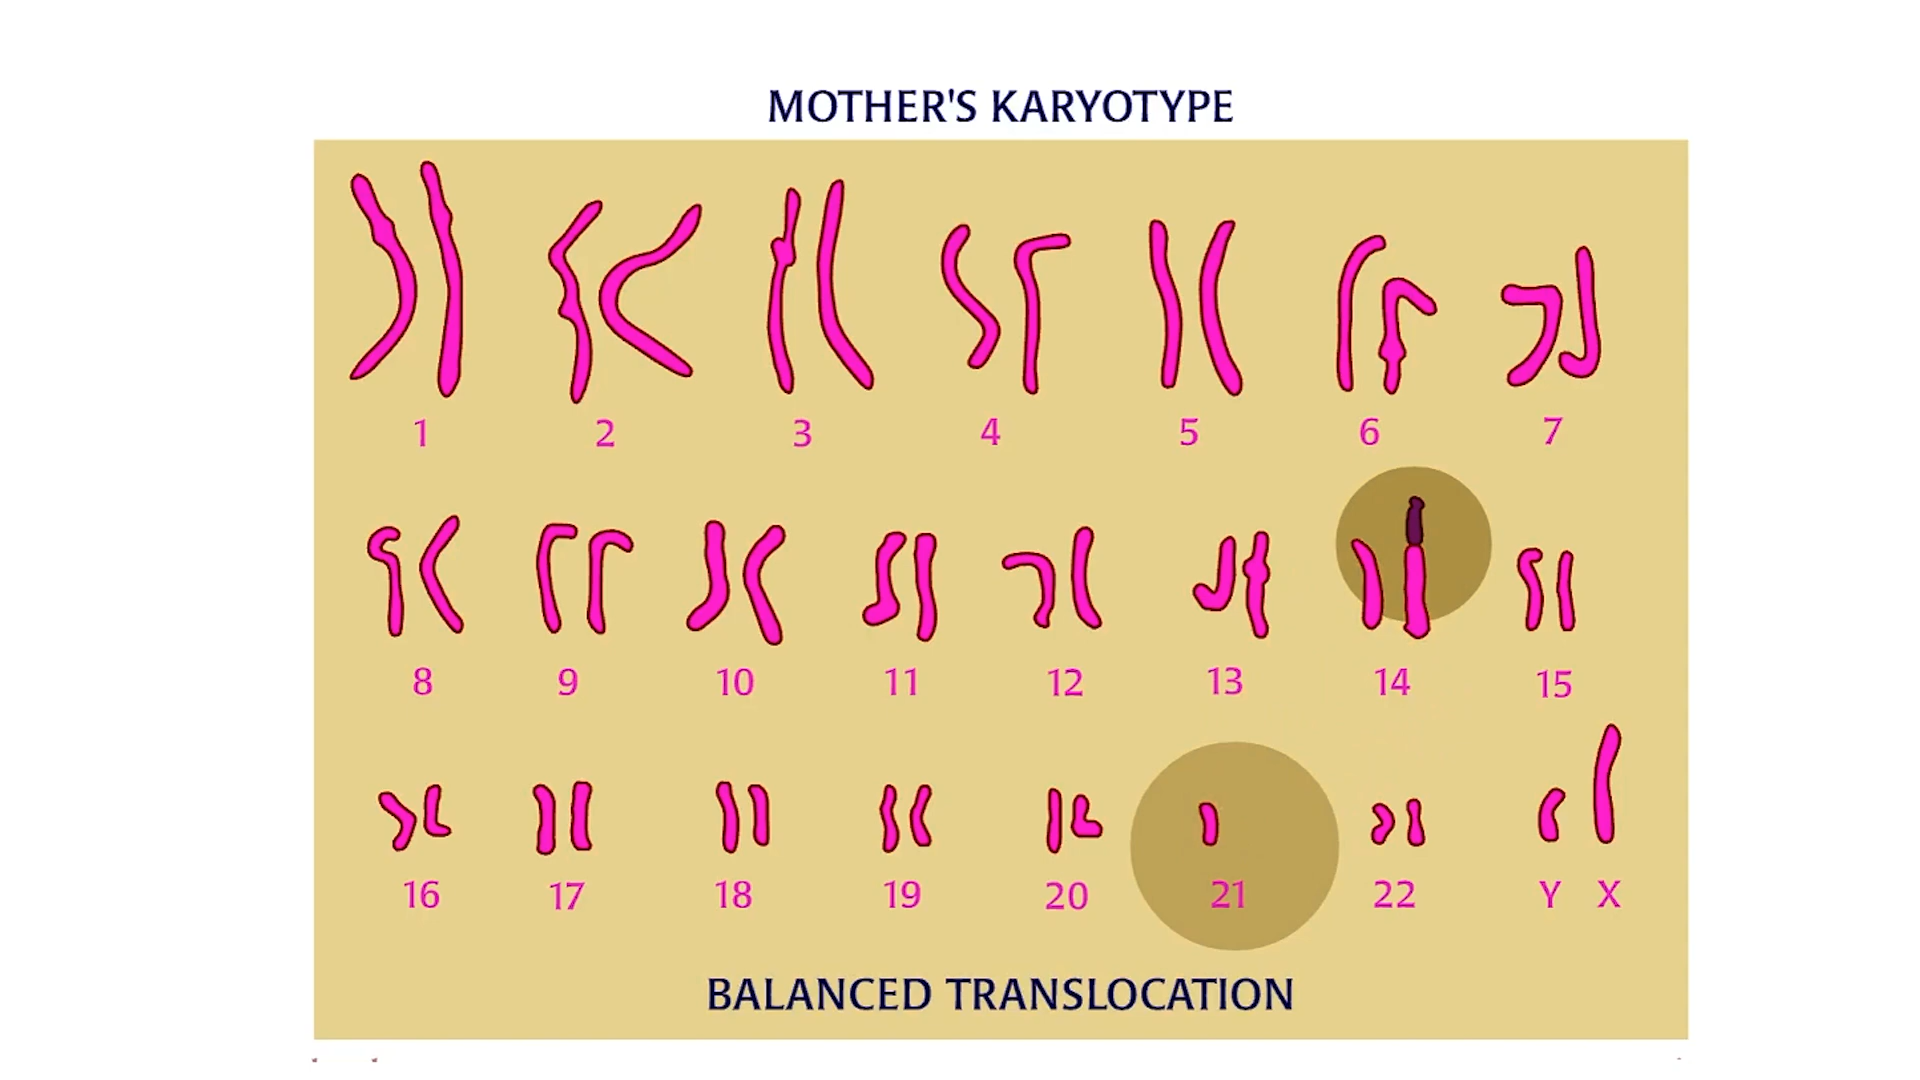 MOTHER'S KARYOTYPE
1 2 3 4 5 6 7
8 9 10 11 12 13 14 15
16 17 18 19 20 21 22 Y X
BALANCED TRANSLOCATION